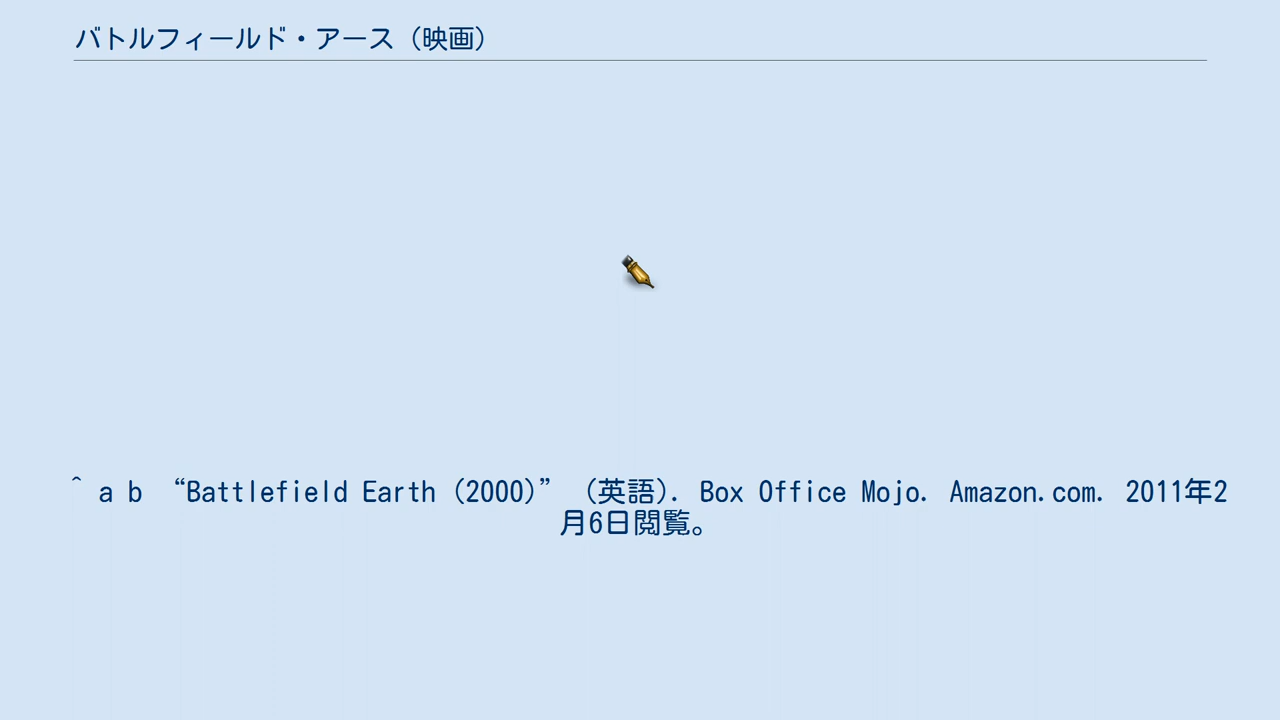 バトルフィールド・アース（映画）
^ a b “Battlefield Earth (2000)” （英語）. Box Office Mojo. Amazon.com. 2011年2
月6日閲覧。